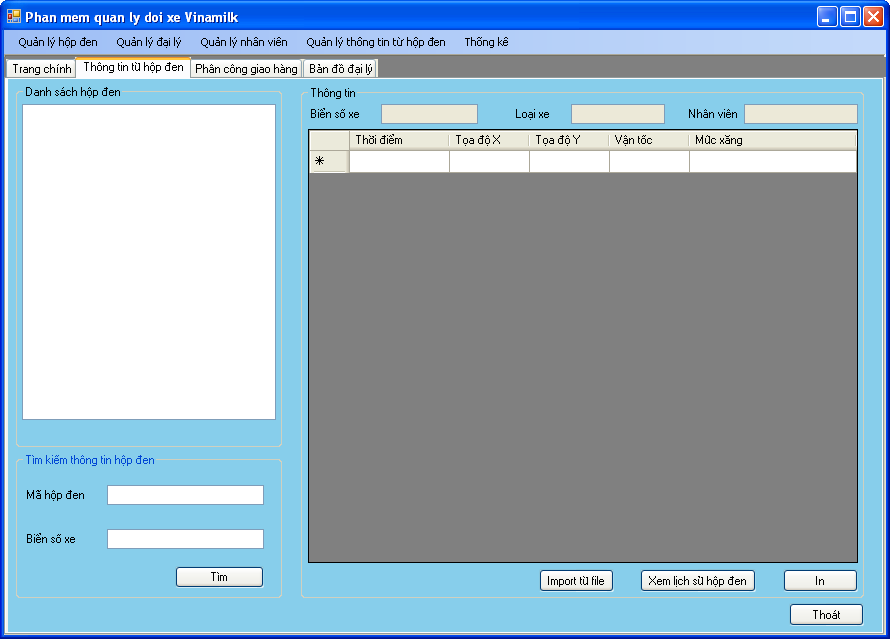 Phan mem quan ly doi xe Vinamilk
Quản lý hộp đen Quản lý đại lý Quản lý nhân viên Quản lý thông tin từ hộp đen Thống kê
Trang chính Thông tin từ hộp đen Phân công giao hàng Bản đồ đại lý
Danh sách hộp đen
Thông tin
Biển số xe Loại xe Nhân viên
Thời điểm Tọa độ X Tọa độ Y Vận tốc Mức xăng
Tìm kiếm thông tin hộp đen
Mã hộp đen
Biển số xe
Tìm
Import từ file Xem lịch sử hộp đen In
Thoát